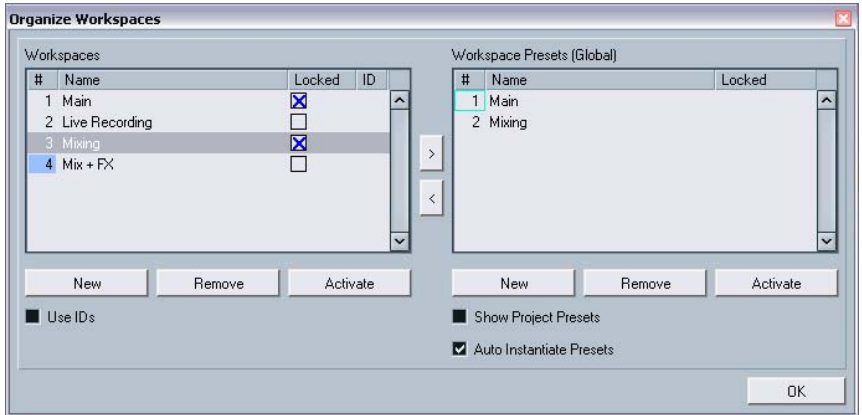 Organize Workspaces
Workspaces
# Name Locked ID
1 Main
2 Live Recording
3 Mixing
4 Mix + FX
New Remove Activate
Use IDs
>
<
Workspace Presets (Global)
# Name Locked
1 Main
2 Mixing
New Remove Activate
Show Project Presets
Auto Instantiate Presets
OK